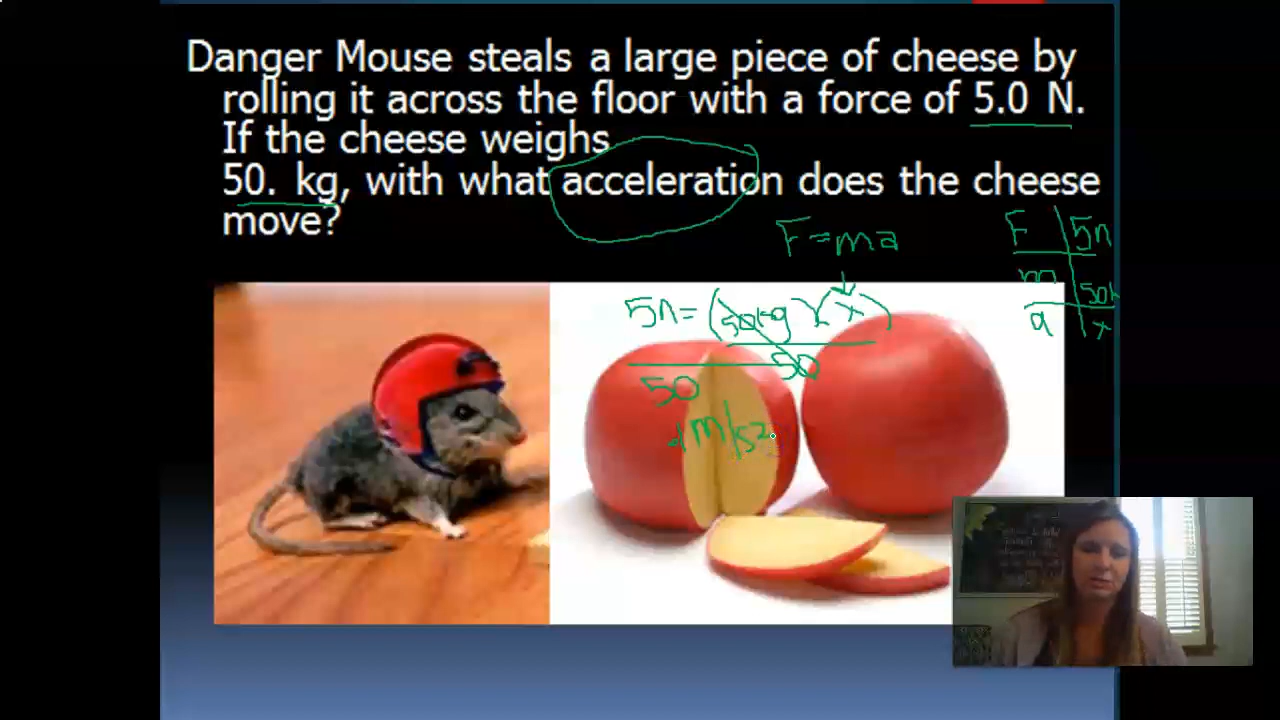 Danger Mouse steals a large piece of cheese by
rolling it across the floor with a force of 5.0 N.
If the cheese weighs
50. kg, with what acceleration does the cheese
move?
F=ma
F 5n
m 50k
a x
5n=(50kg)(x)
50 50
.1 m/s2